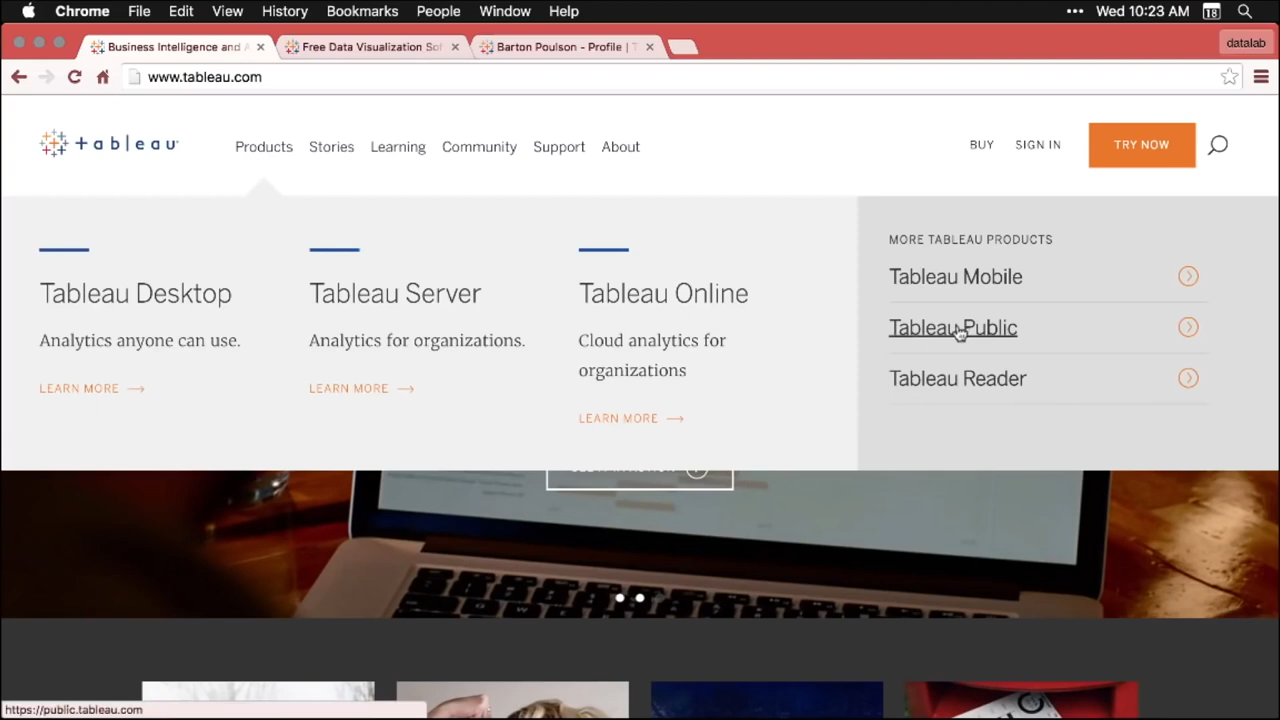 Chrome File Edit View History Bookmarks People Window Help
Wed 10:23 AM 18
Business Intelligence and A
Free Data Visualization Sof
Barton Poulson - Profile | T
datalab
www.tableau.com
tableau
Products Stories Learning Community Support About
BUY SIGN IN TRY NOW
Tableau Desktop
Analytics anyone can use.
LEARN MORE
Tableau Server
Analytics for organizations.
LEARN MORE
Tableau Online
Cloud analytics for
organizations
LEARN MORE
MORE TABLEAU PRODUCTS
Tableau Mobile
Tableau Public
Tableau Reader
https://public.tableau.com